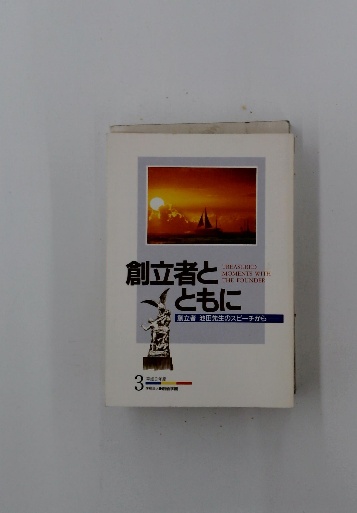 創立者と
ともに
TREASURED
MOMENTS WITH
THE FOUNDER
創立者 池田先生のスピーチから
3